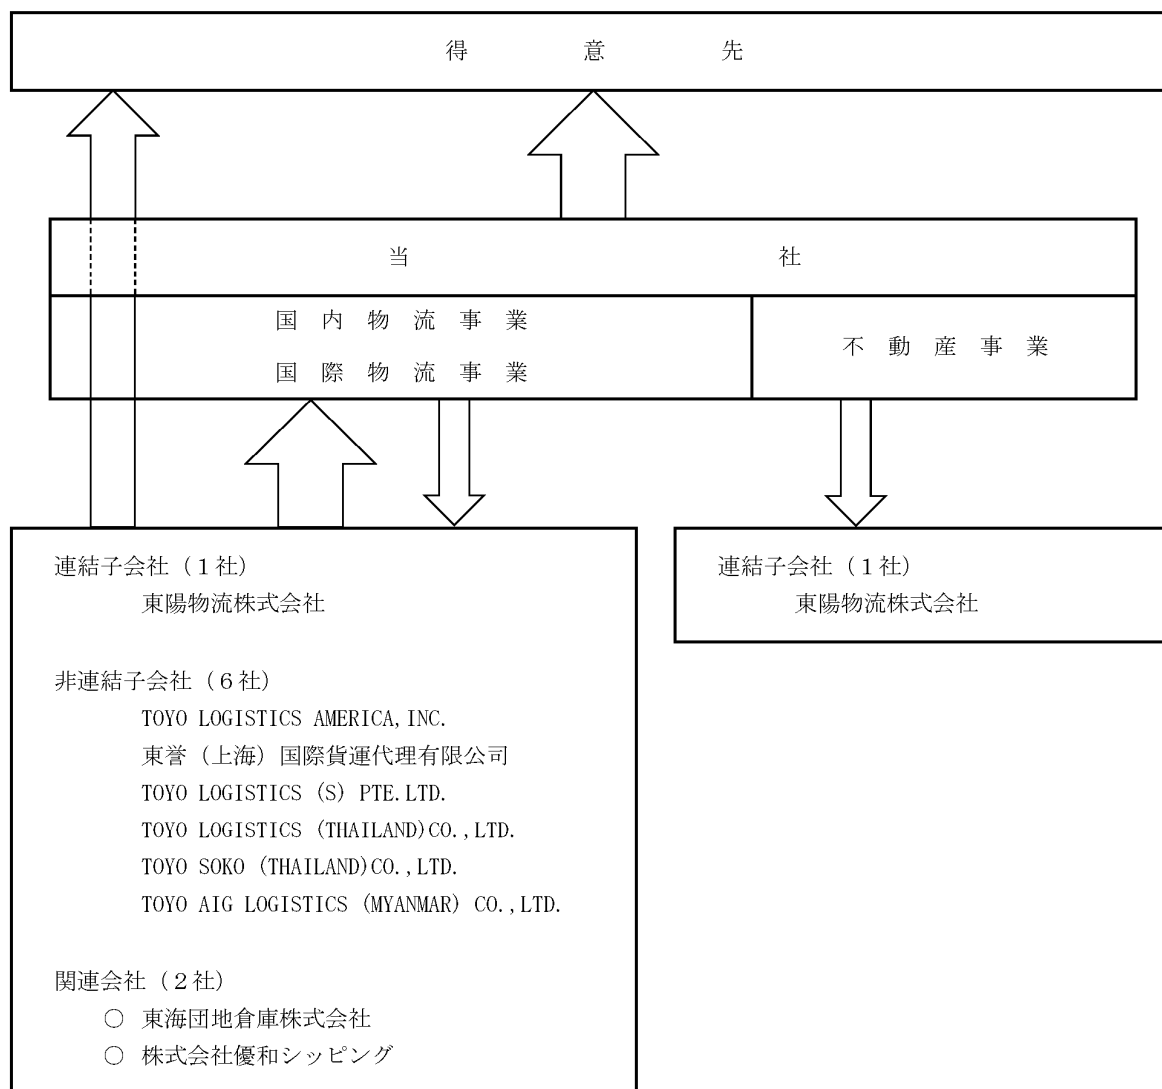 得意先
当社
国内物流事業
国際物流事業
不動産事業
連結子会社（１社）
東陽物流株式会社
非連結子会社（６社）
TOYO LOGISTICS AMERICA,INC.
東誉（上海）国際貨運代理有限公司
TOYO LOGISTICS (S) PTE.LTD.
TOYO LOGISTICS (THAILAND)CO.,LTD.
TOYO SOKO (THAILAND)CO.,LTD.
TOYO AIG LOGISTICS (MYANMAR) CO.,LTD.
関連会社（２社）
○ 東海団地倉庫株式会社
○ 株式会社優和シッピング
連結子会社（１社）
東陽物流株式会社